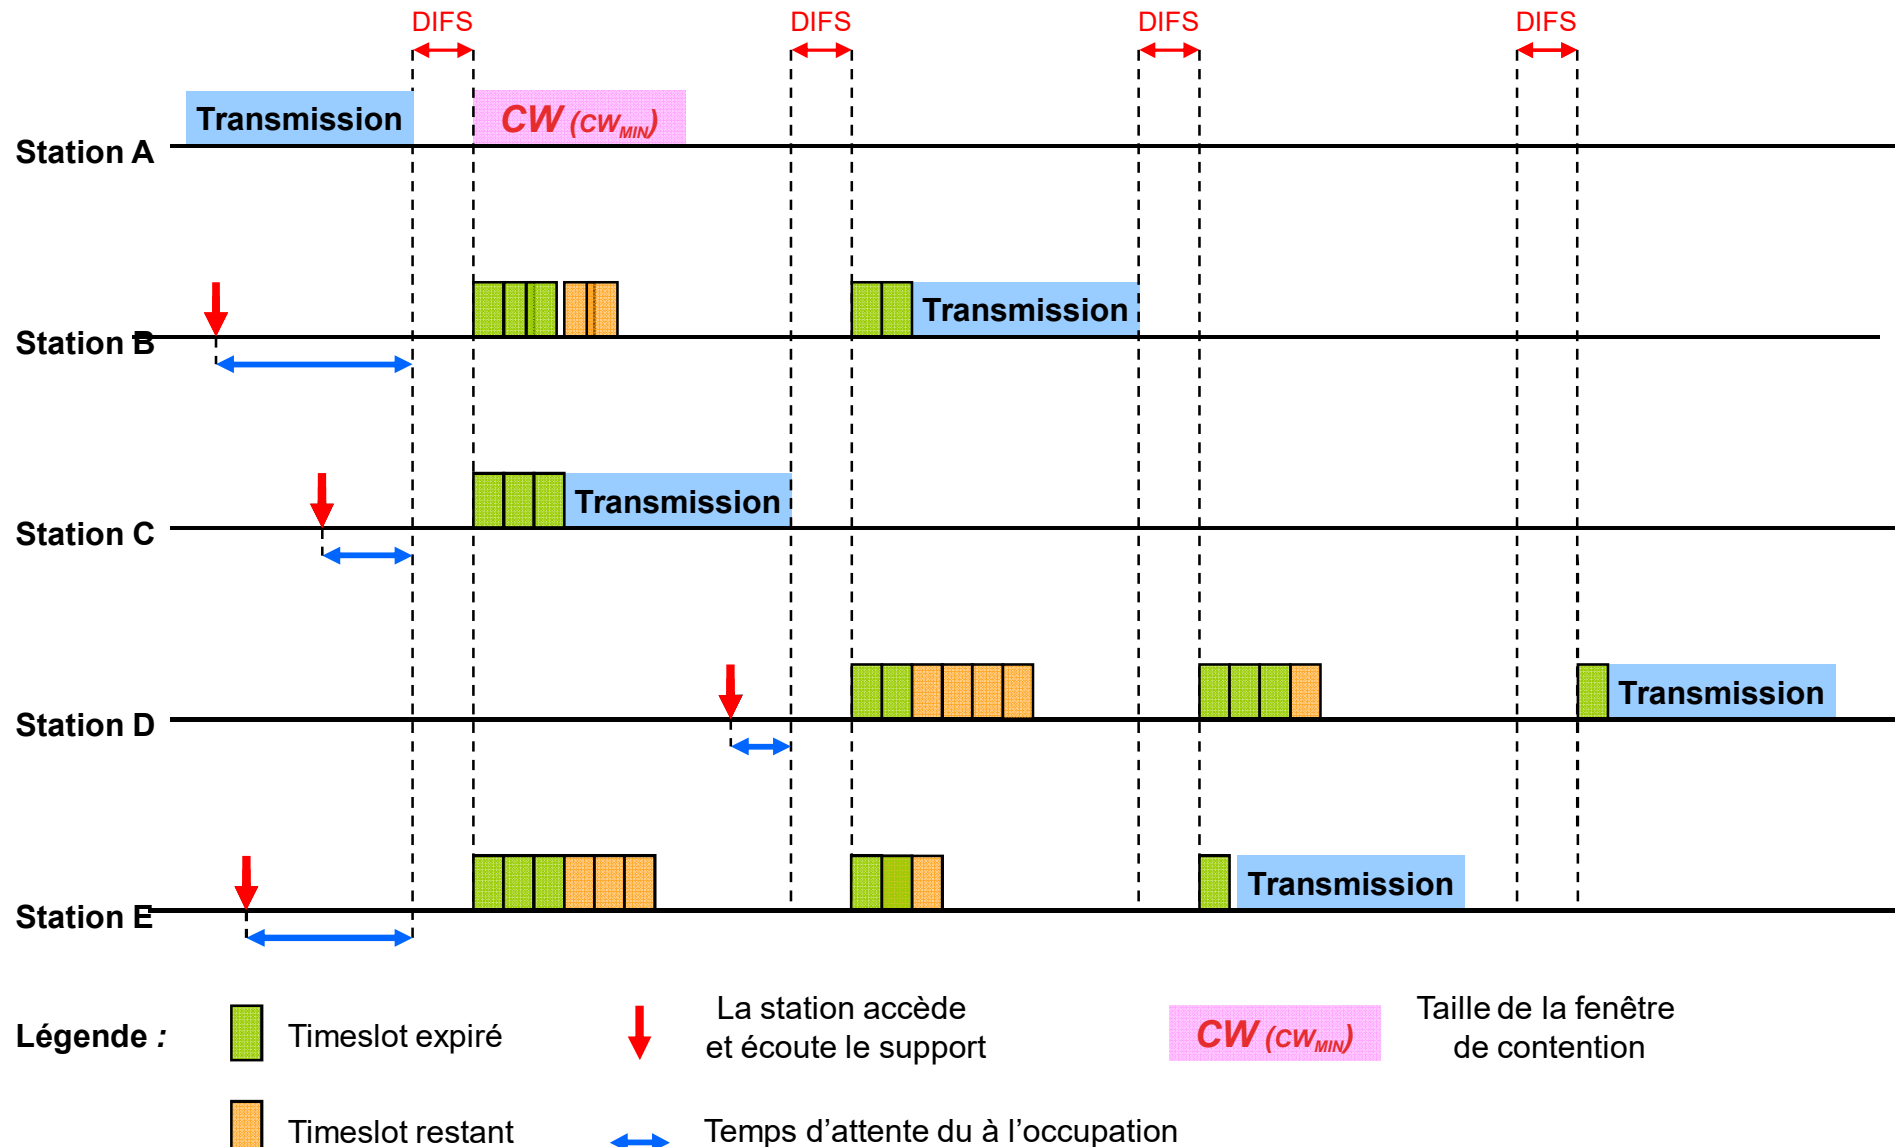 DIFS DIFS DIFS DIFS
Transmission CW (CWMIN)
Station A
Transmission
Station B
Transmission
Station C
Transmission
Station D
Transmission
Station E
La station accède Taille de la fenêtre
Légende : Timeslot expiré et écoute le support CW (CWMIN) de contention
Timeslot restant Temps d’attente du à l’occupation